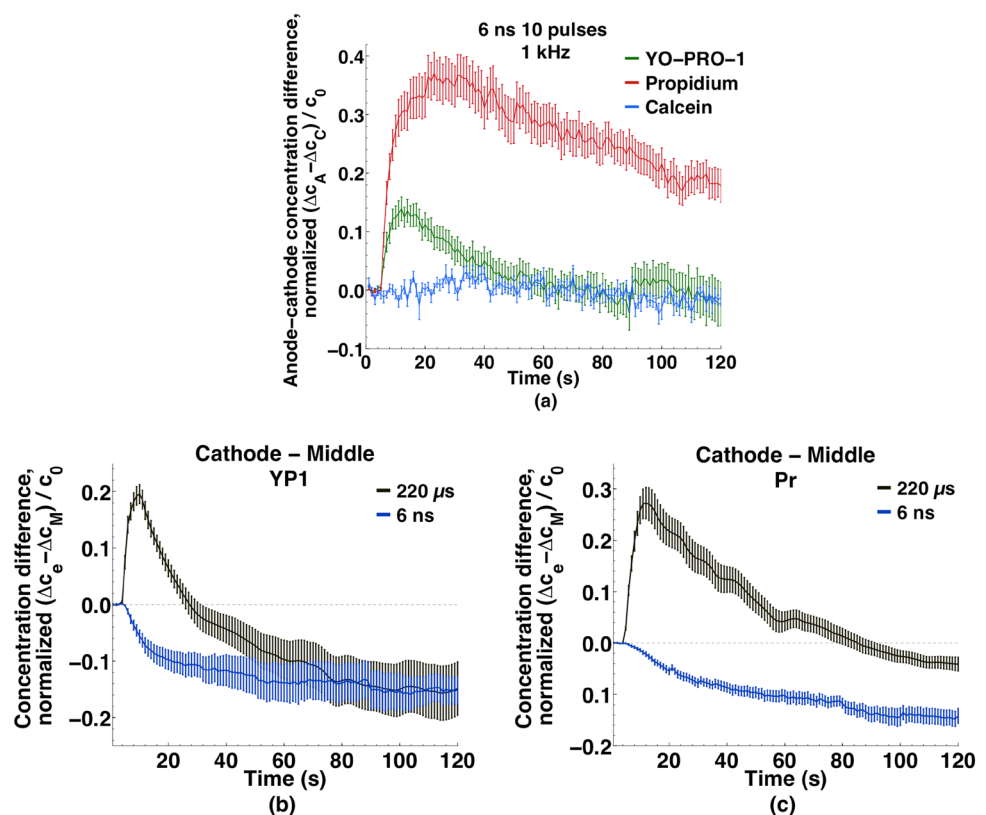 6 ns 10 pulses
1 kHz
YO−PRO−1
Propidium
Calcein
Anode−cathode concentration difference,
normalized (Δc_A−Δc_C) / c_0
0.4
0.3
0.2
0.1
0.0
−0.1
0 20 40 60 80 100 120
Time (s)
(a)
Cathode − Middle
YP1
220 µs
6 ns
Concentration difference,
normalized (Δc_e−Δc_M) / c_0
0.2
0.1
0.0
−0.1
−0.2
20 40 60 80 100 120
Time (s)
(b)
Cathode − Middle
Pr
220 µs
6 ns
Concentration difference,
normalized (Δc_e−Δc_M) / c_0
0.3
0.2
0.1
0.0
0.1
−0.2
20 40 60 80 100 120
Time (s)
(c)